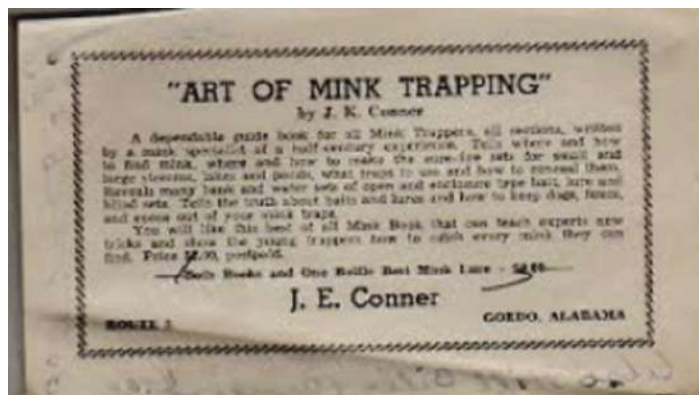 "ART OF MINK TRAPPING"
by J. K. Conner
A dependable guide book for all Mink Trappers, all sections, written
by a mink specialist of a half-century experience. Tells where and how
to find mink, where and how to make the sure-fire sets for small and
large streams, lakes and ponds, what traps to use and how to conceal them.
Reveals many bank and water sets of open and enclosure type bait, lure and
blind sets. Tells the truth about baits and lures and how to keep dogs,
and out of your mink traps.
You will like this best of all Mink Book that can teach experts new
tricks and show the young trappers how to catch every mink they can
find. Price postpaid.
Both Books and One Bottle Best Mink Lure -
J. E. Conner
ROUTE
GORDO, ALABAMA